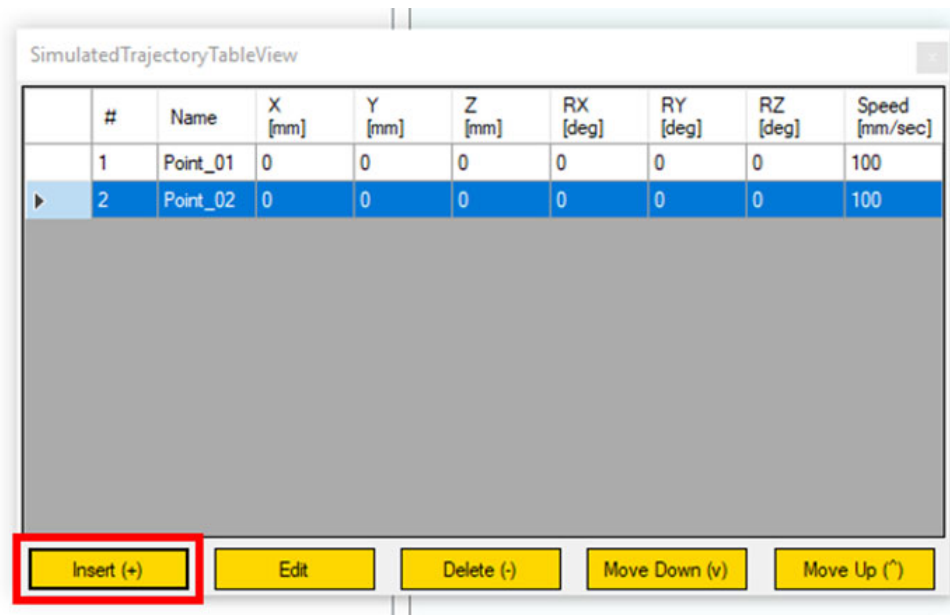 SimulatedTrajectoryTableView
x
# Name X [mm] Y [mm] Z [mm] RX [deg] RY [deg] RZ [deg] Speed [mm/sec]
1 Point_01 0 0 0 0 0 0 100
2 Point_02 0 0 0 0 0 0 100
Insert (+) Edit Delete (-) Move Down (v) Move Up (^)